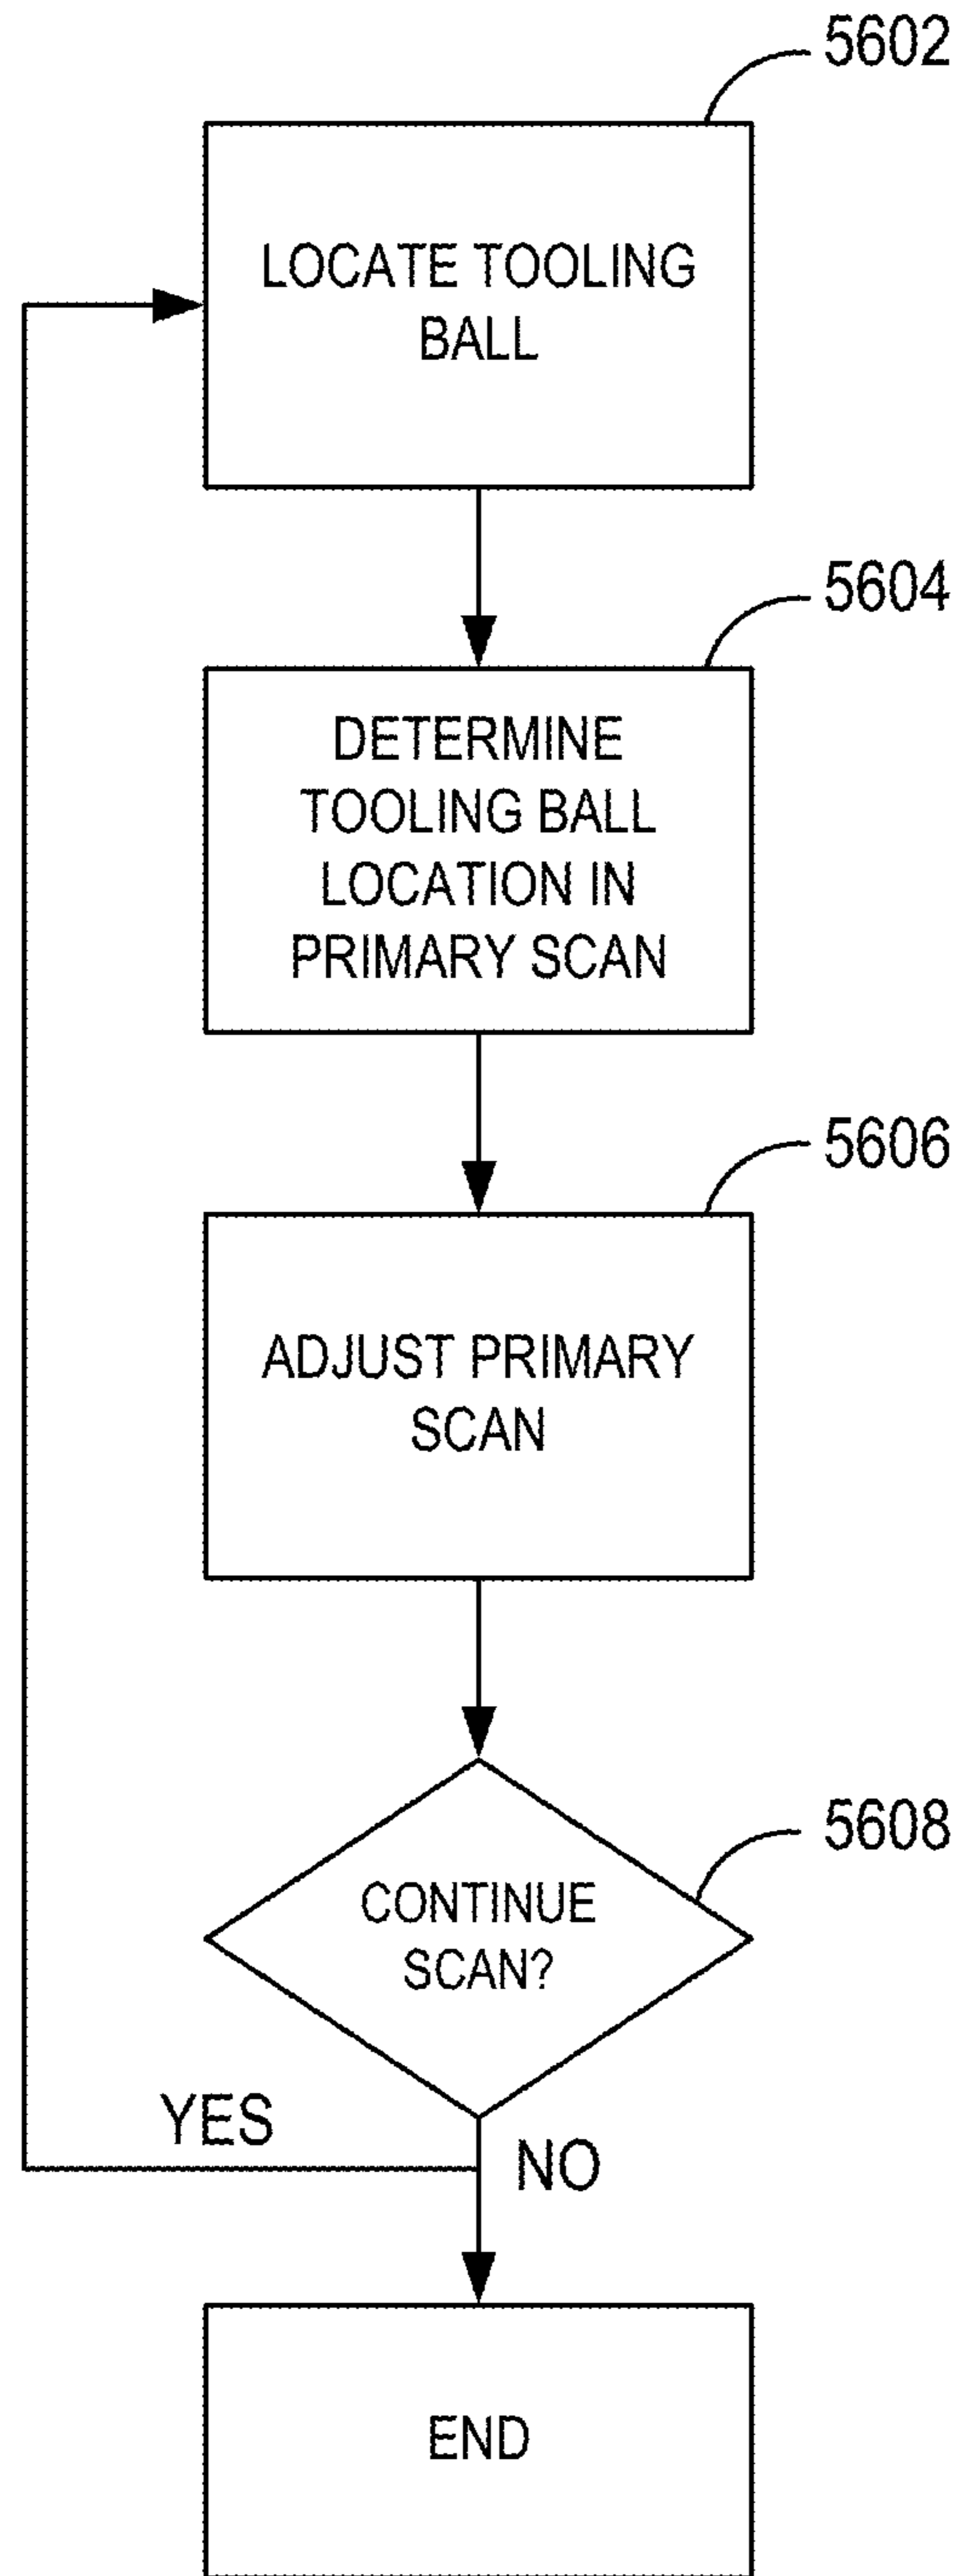 5602
LOCATE TOOLING
BALL
5604
DETERMINE
TOOLING BALL
LOCATION IN
PRIMARY SCAN
5606
ADJUST PRIMARY
SCAN
5608
CONTINUE
SCAN?
YES
NO
END